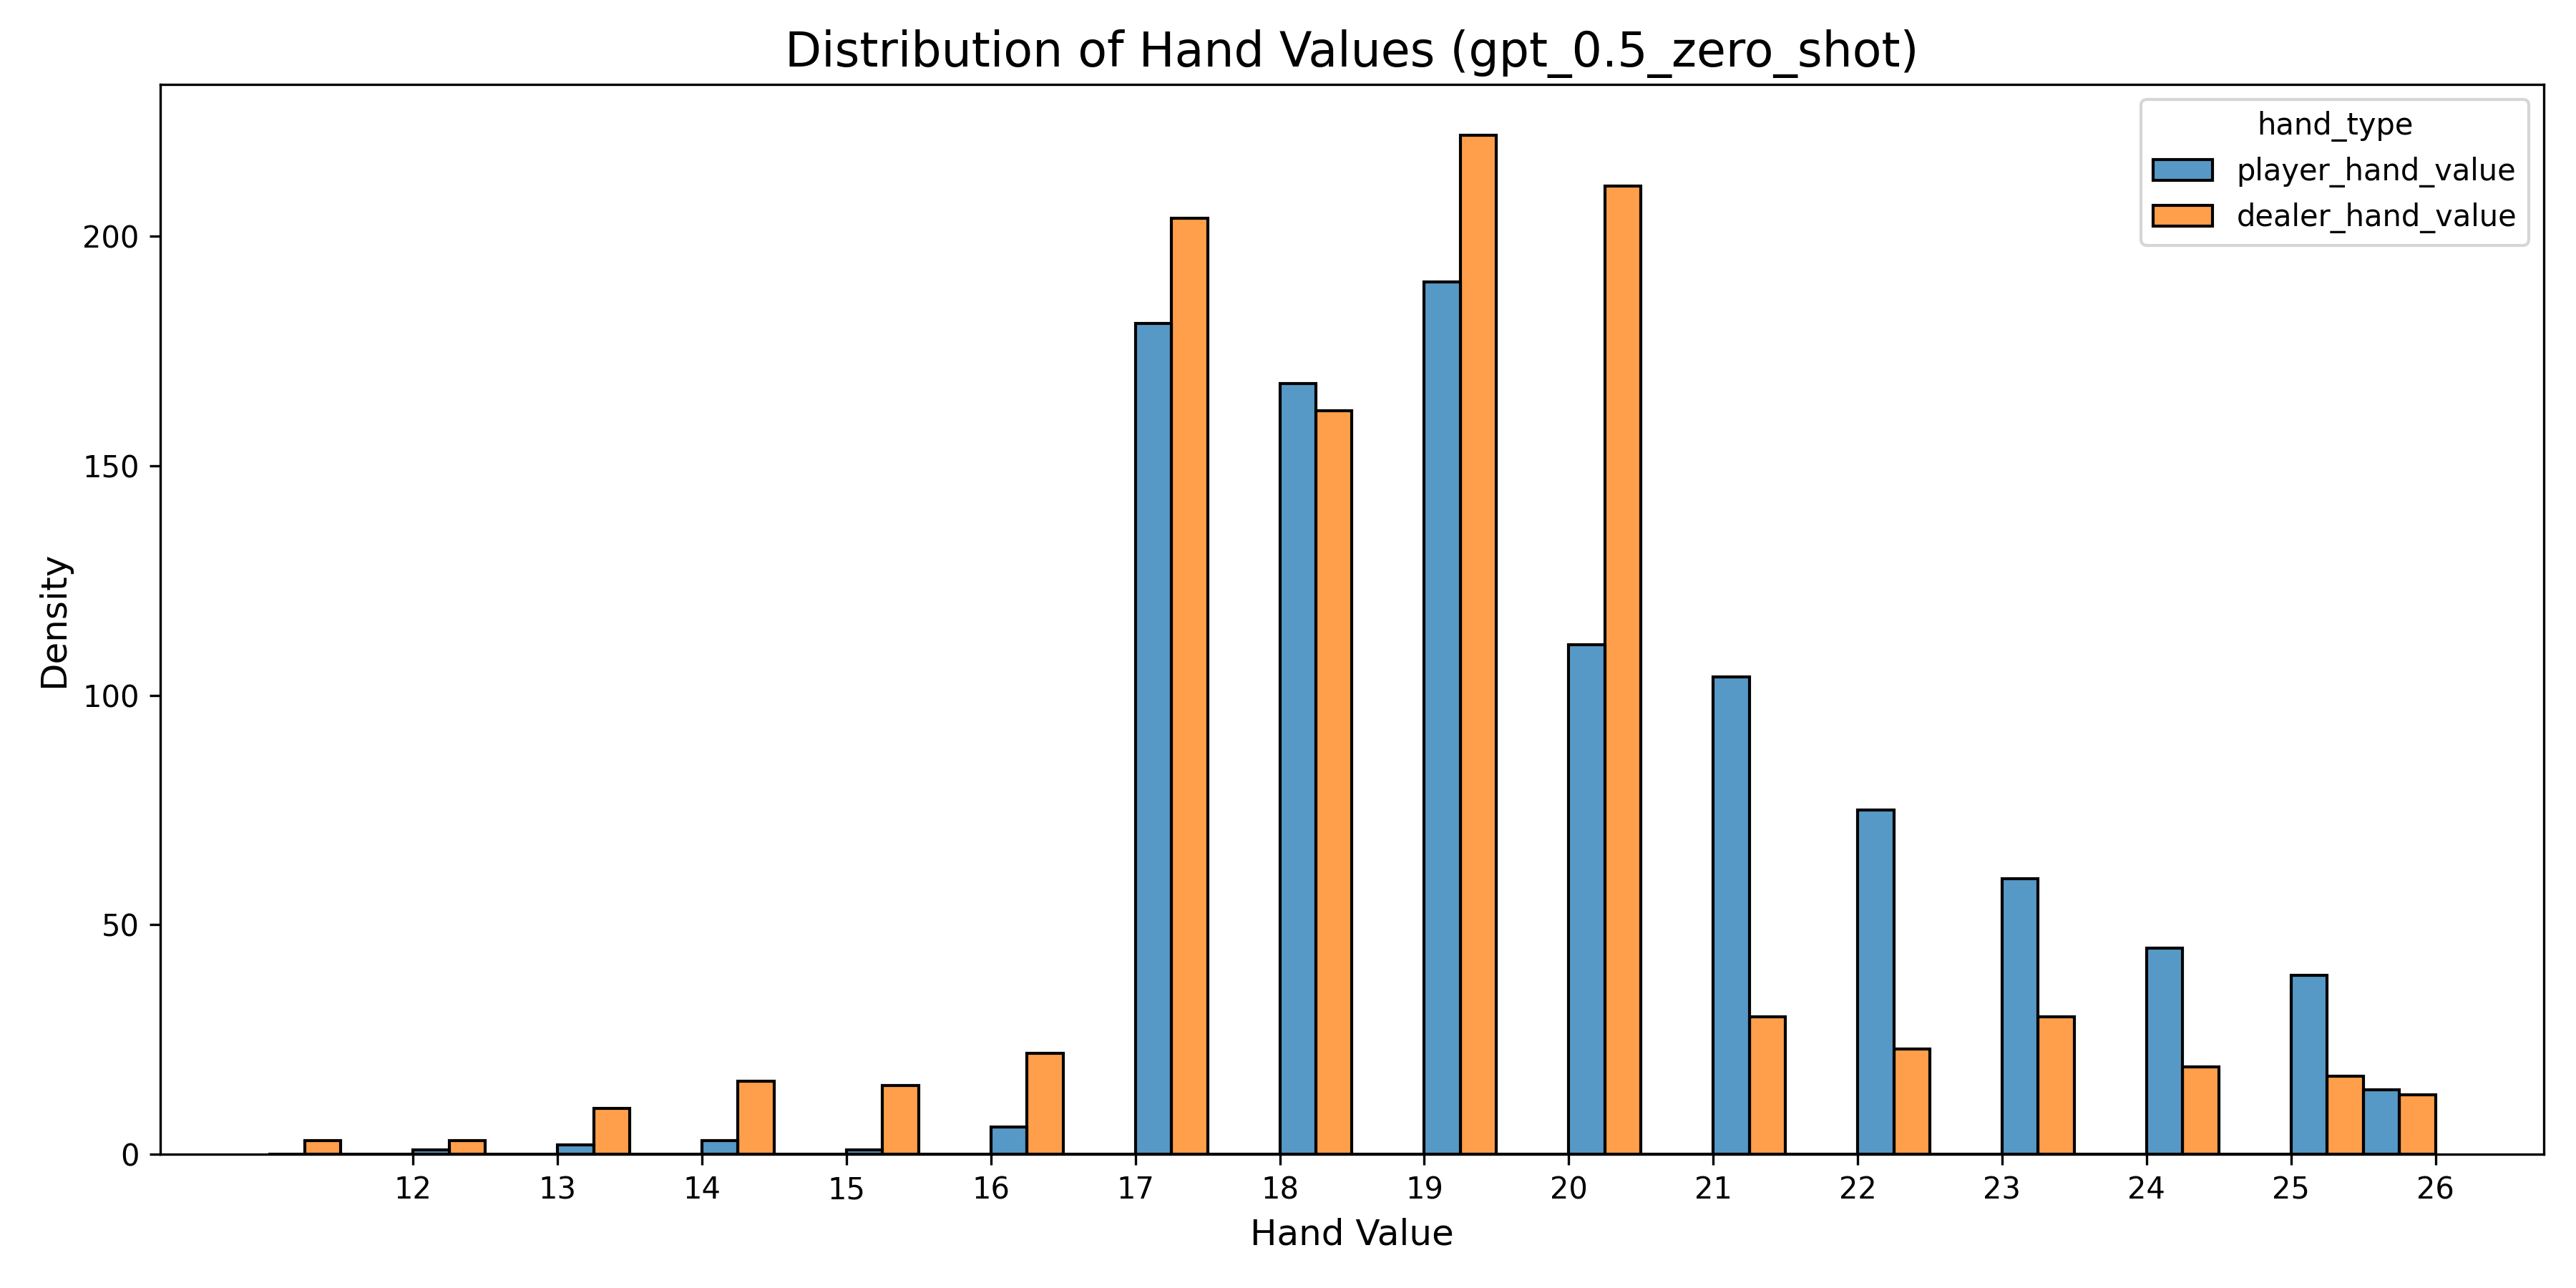 Distribution of Hand Values (gpt_0.5_zero_shot)
hand_type
player_hand_value
dealer_hand_value
Density
200
150
100
50
0
12 13 14 15 16 17 18 19 20 21 22 23 24 25 26
Hand Value